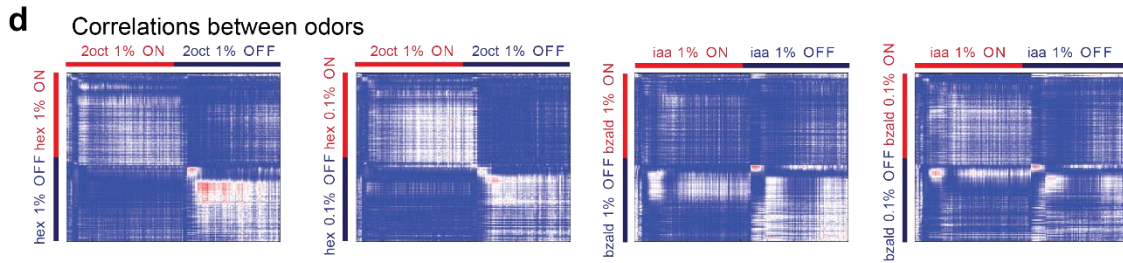 d
Correlations between odors
2oct 1% ON 2oct 1% OFF
hex 1% ON
hex 1% OFF
2oct 1% ON 2oct 1% OFF
hex 0.1% ON
hex 0.1% OFF
iaa 1% ON iaa 1% OFF
bzald 1% ON
bzald 1% OFF
iaa 1% ON iaa 1% OFF
bzald 0.1% ON
bzald 0.1% OFF